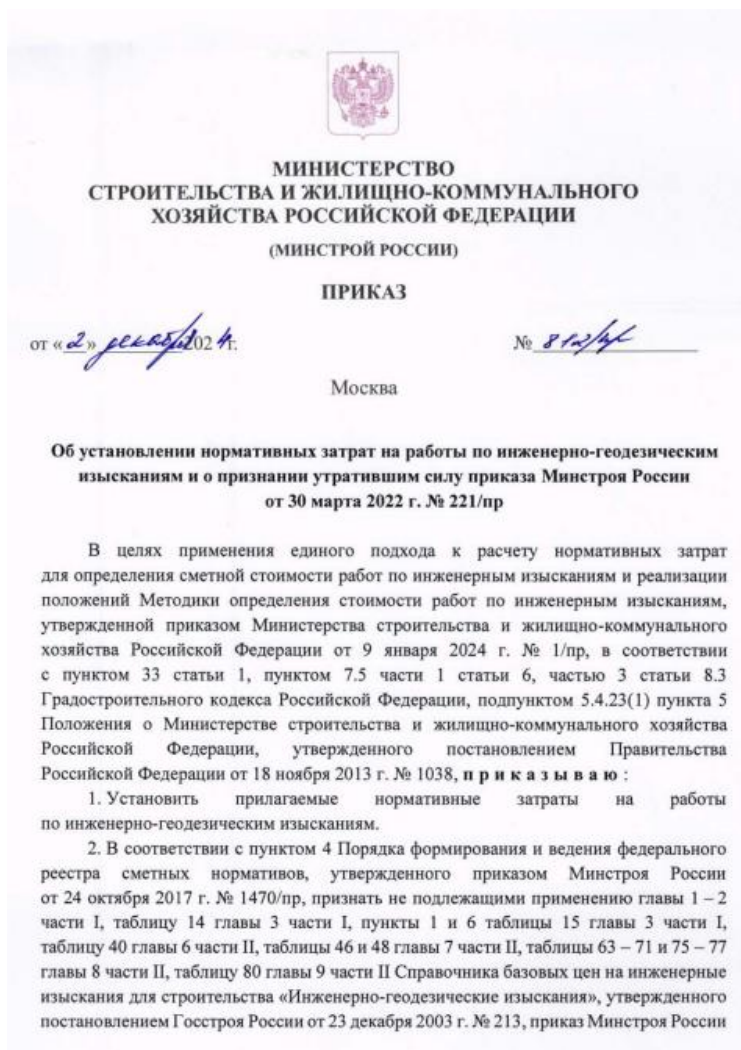 МИНИСТЕРСТВО
СТРОИТЕЛЬСТВА И ЖИЛИЩНО-КОММУНАЛЬНОГО
ХОЗЯЙСТВА РОССИЙСКОЙ ФЕДЕРАЦИИ
(МИНСТРОЙ РОССИИ)
ПРИКАЗ
от «2» декабря 2024 г. № 812/пр
Москва
Об установлении нормативных затрат на работы по инженерно-геодезическим
изысканиям и о признании утратившим силу приказа Минстроя России
от 30 марта 2022 г. № 221/пр
В целях применения единого подхода к расчету нормативных затрат
для определения сметной стоимости работ по инженерным изысканиям и реализации
положений Методики определения стоимости работ по инженерным изысканиям,
утвержденной приказом Министерства строительства и жилищно-коммунального
хозяйства Российской Федерации от 9 января 2024 г. № 1/пр, в соответствии
с пунктом 33 статьи 1, пунктом 7.5 части 1 статьи 6, частью 3 статьи 8.3
Градостроительного кодекса Российской Федерации, подпунктом 5.4.23(1) пункта 5
Положения о Министерстве строительства и жилищно-коммунального хозяйства
Российской Федерации, утвержденного постановлением Правительства
Российской Федерации от 18 ноября 2013 г. № 1038, п р и к а з ы в а ю :
1. Установить прилагаемые нормативные затраты на работы
по инженерно-геодезическим изысканиям.
2. В соответствии с пунктом 4 Порядка формирования и ведения федерального
реестра сметных нормативов, утвержденного приказом Минстроя России
от 24 октября 2017 г. № 1470/пр, признать не подлежащими применению главы 1 – 2
части I, таблицу 14 главы 3 части I, пункты 1 и 6 таблицы 15 главы 3 части I,
таблицу 40 главы 6 части II, таблицы 46 и 48 главы 7 части II, таблицы 63 – 71 и 75 – 77
главы 8 части II, таблицу 80 главы 9 части II Справочника базовых цен на инженерные
изыскания для строительства «Инженерно-геодезические изыскания», утвержденного
постановлением Госстроя России от 23 декабря 2003 г. № 213, приказ Минстроя России